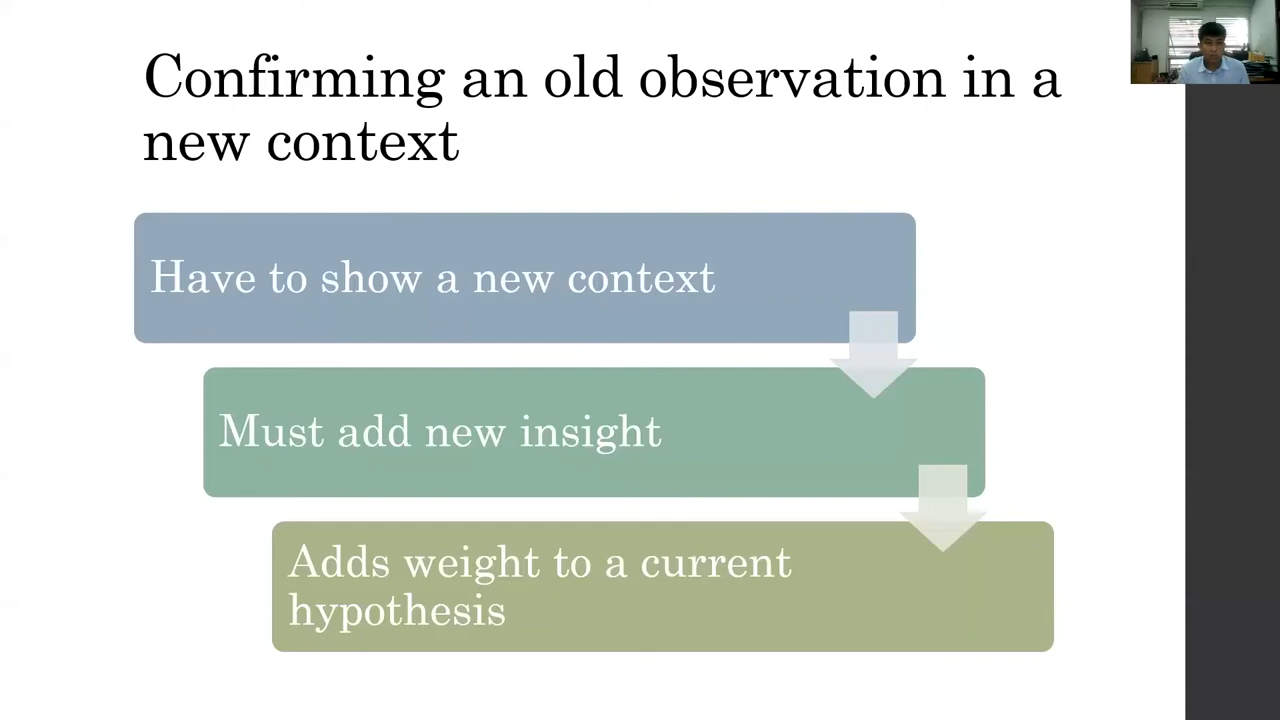 Confirming an old observation in a
new context
Have to show a new context
Must add new insight
Adds weight to a current
hypothesis